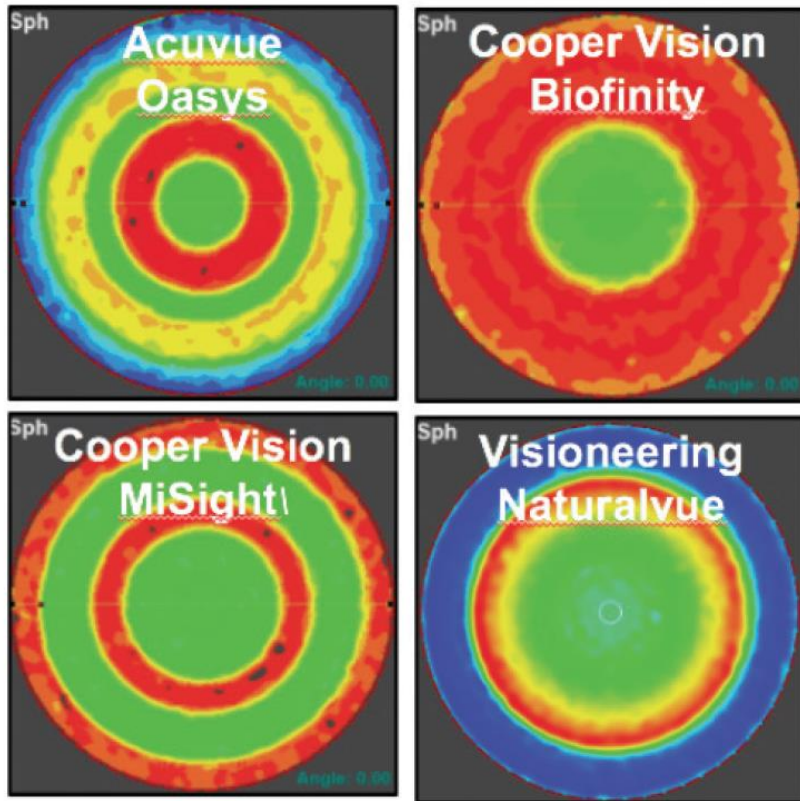 Sph
Acuvue
Oasys
Angle: 0.00
Sph
Cooper Vision
Biofinity
Angle: 0.00
Sph
Cooper Vision
MiSight\
Angle: 0.00
Sph
Visioneering
Naturalvue